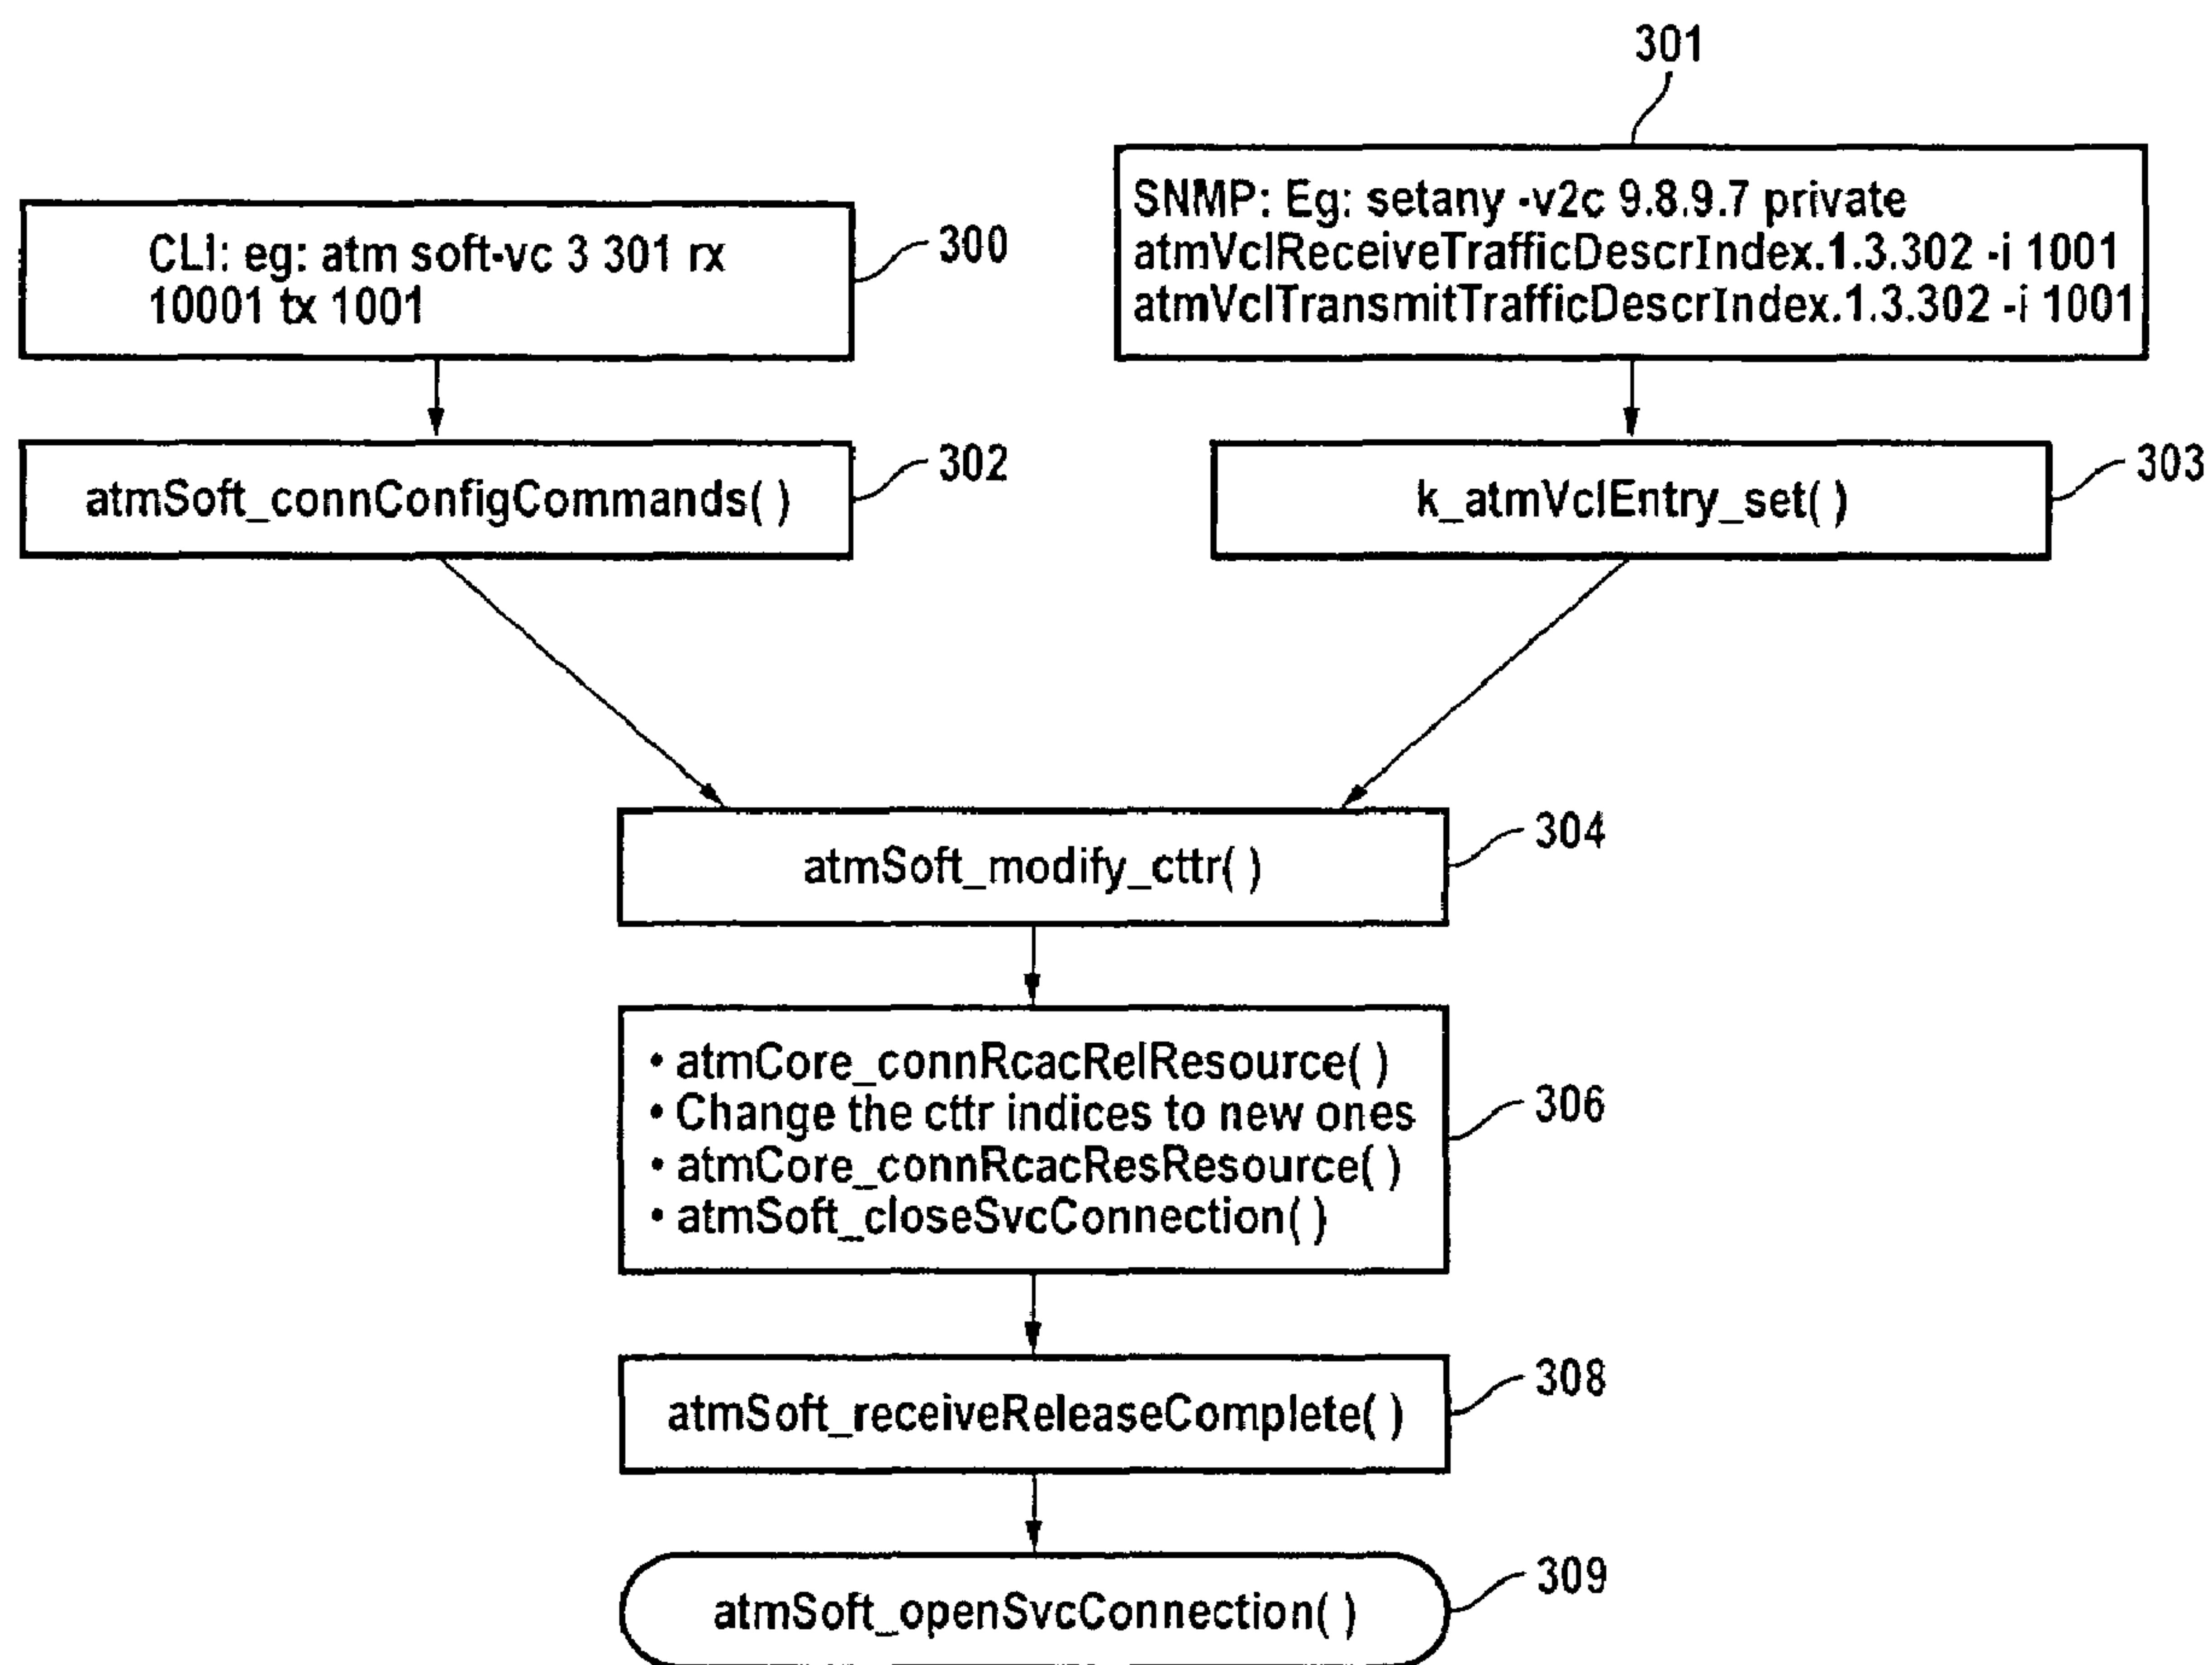 301
SNMP: Eg: setany -v2c 9.8.9.7 private
atmVclReceiveTrafficDescrIndex.1.3.302 -i 1001
atmVclTransmitTrafficDescrIndex.1.3.302 -i 1001
CLI: eg: atm soft-vc 3 301 rx
10001 tx 1001
300
atmSoft_connConfigCommands( )
302
k_atmVclEntry_set( )
303
atmSoft_modify_cttr( )
304
• atmCore_connRcacRelResource( )
• Change the cttr indices to new ones
• atmCore_connRcacResResource( )
• atmSoft_closeSvcConnection( )
306
atmSoft_receiveReleaseComplete( )
308
atmSoft_openSvcConnection( )
309